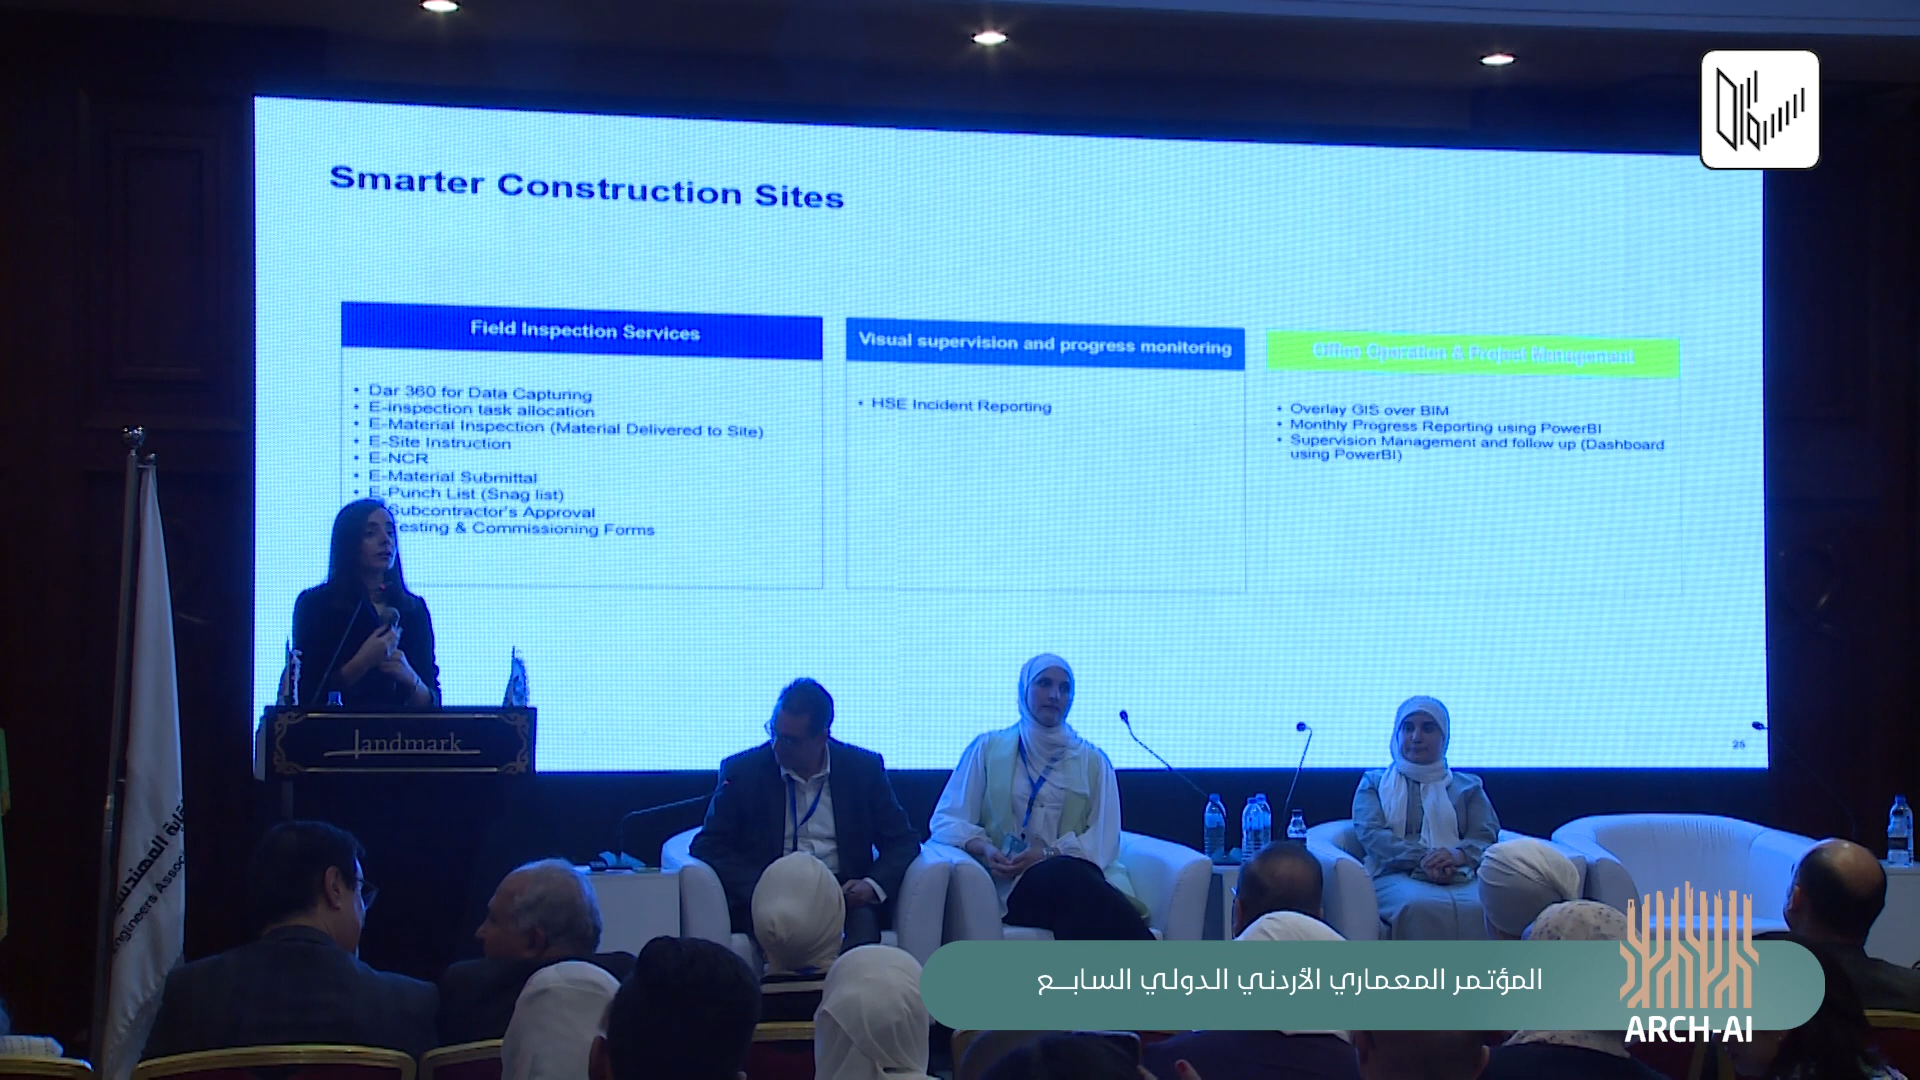 Smarter Construction Sites
Field Inspection Services
• Dar 360 for Data Capturing
• E-inspection task allocation
• E-Material Inspection (Material Delivered to Site)
• E-Site Instruction
• E-NCR
• E-Material Submittal
• E-Punch List (Snag list)
Subcontractor's Approval
Testing & Commissioning Forms
Visual supervision and progress monitoring
• HSE Incident Reporting
Office Operation & Project Management
• Overlay GIS over BIM
• Monthly Progress Reporting using PowerBI
• Supervision Management and follow up (Dashboard
using PowerBI)
25
landmark
المؤتمر المعماري الأردني الدولي السابع
ARCH-AI